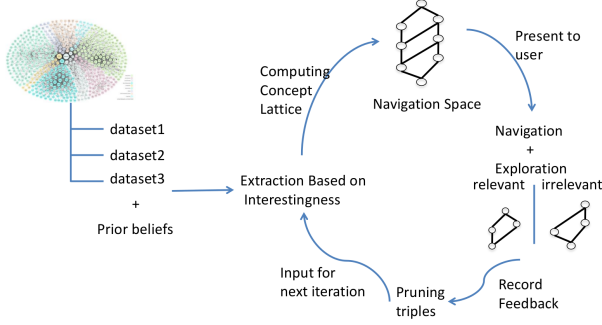 dataset1
dataset2
dataset3
+
Prior beliefs
Extraction Based on
Interestingness
Computing
Concept
Lattice
Navigation Space
Present to
user
Navigation
+
Exploration
relevant
irrelevant
Record
Feedback
Pruning
triples
Input for
next iteration